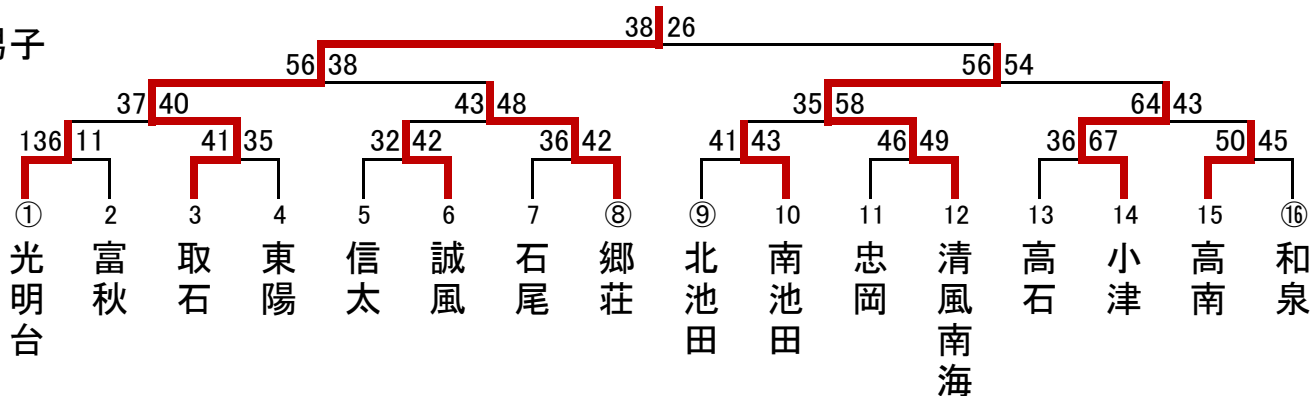 男子
38 26
56 38 56 54
37 40 43 48 35 58 64 43
136 11 41 35 32 42 36 42 41 43 46 49 36 67 50 45
① 2 3 4 5 6 7 ⑧ ⑨ 10 11 12 13 14 15 ⑯
光明台
富秋
取石
東陽
信太
誠風
石尾
郷荘
北池田
南池田
忠岡
清風南海
高石
小津
高南
和泉